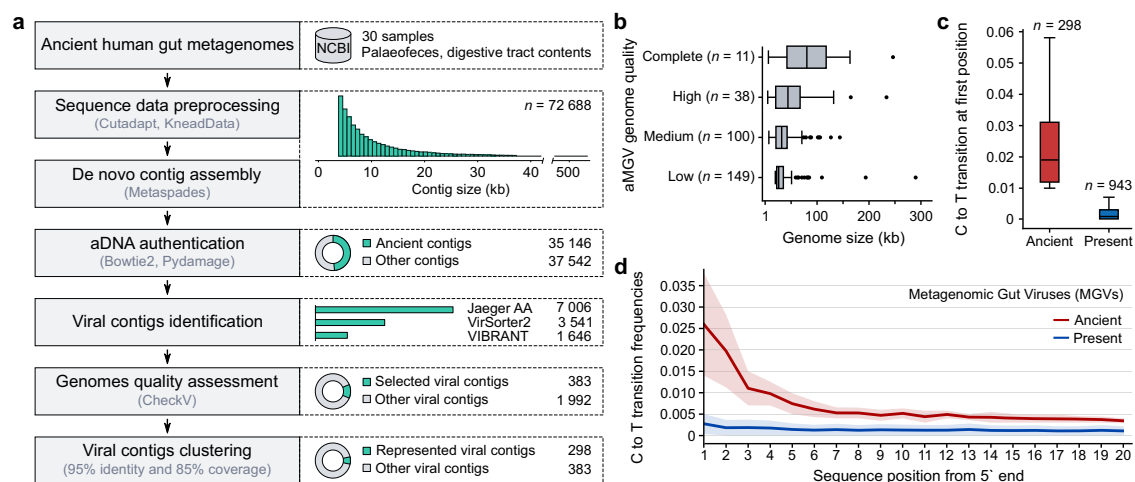 a
Ancient human gut metagenomes
NCBI
30 samples
Palaeofeces, digestive tract contents
Sequence data preprocessing
(Cutadapt, KneadData)
n = 72 688
0 10 20 30 40 500
Contig size (kb)
De novo contig assembly
(Metaspades)
aDNA authentication
(Bowtie2, Pydamage)
Ancient contigs 35 146
Other contigs 37 542
Viral contigs identification
Jaeger AA 7 006
VirSorter2 3 541
VIBRANT 1 646
Genomes quality assessment
(CheckV)
Selected viral contigs 383
Other viral contigs 1 992
Viral contigs clustering
(95% identity and 85% coverage)
Represented viral contigs 298
Other viral contigs 383
b
aMGV genome quality
Complete (n = 11)
High (n = 38)
Medium (n = 100)
Low (n = 149)
1 100 200 300
Genome size (kb)
c
C to T transition at first position
0.06
0.05
0.04
0.03
0.02
0.01
0
n = 298
n = 943
Ancient Present
d
C to T transition frequencies
0.035
0.030
0.025
0.020
0.015
0.010
0.005
0
Metagenomic Gut Viruses (MGVs)
Ancient
Present
1 2 3 4 5 6 7 8 9 10 11 12 13 14 15 16 17 18 19 20
Sequence position from 5` end